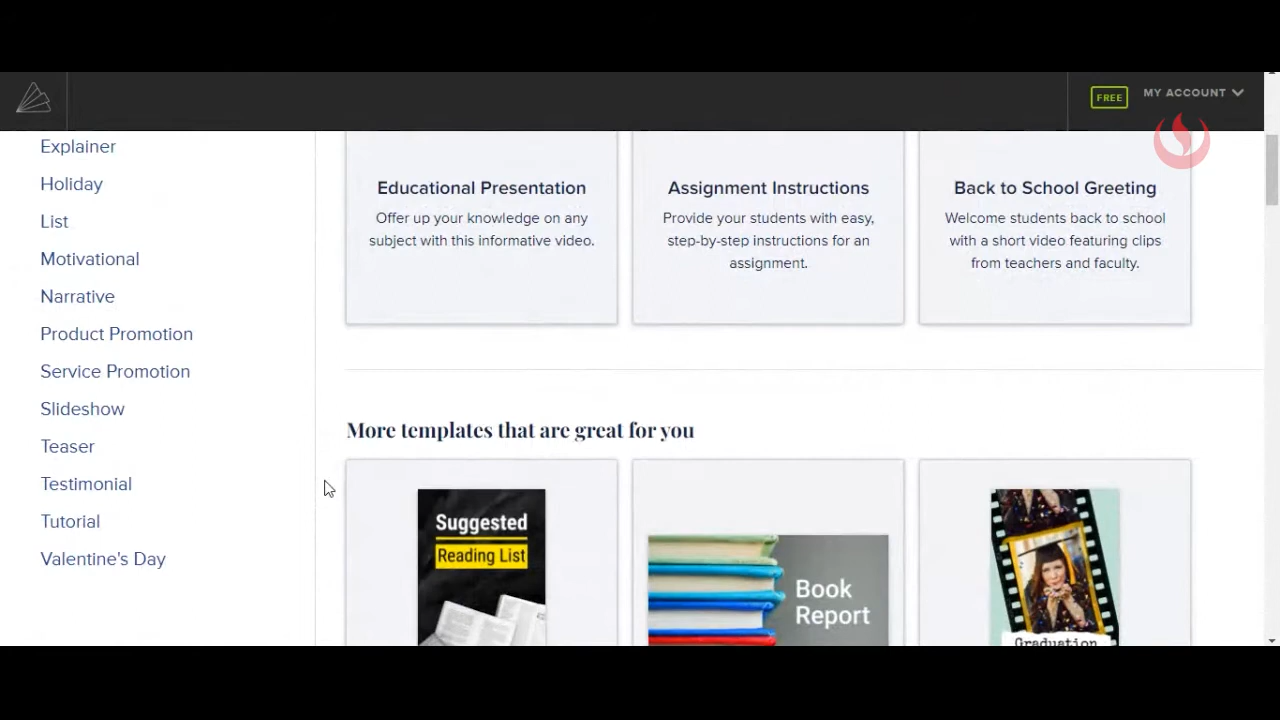 FREE
MY ACCOUNT
Explainer
Holiday
List
Motivational
Narrative
Product Promotion
Service Promotion
Slideshow
Teaser
Testimonial
Tutorial
Valentine's Day
Educational Presentation
Offer up your knowledge on any
subject with this informative video.
Assignment Instructions
Provide your students with easy,
step-by-step instructions for an
assignment.
Back to School Greeting
Welcome students back to school
with a short video featuring clips
from teachers and faculty.
More templates that are great for you
Suggested
Reading List
Book
Report
Graduation